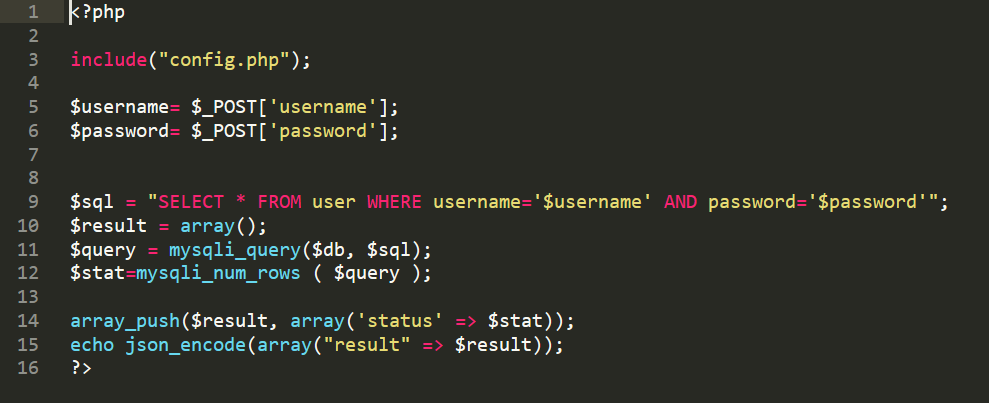 1 <?php
2
3 include("config.php");
4
5 $username= $_POST['username'];
6 $password= $_POST['password'];
7
8
9 $sql = "SELECT * FROM user WHERE username='$username' AND password='$password'";
10 $result = array();
11 $query = mysqli_query($db, $sql);
12 $stat=mysqli_num_rows ( $query );
13
14 array_push($result, array('status' => $stat));
15 echo json_encode(array("result" => $result));
16 ?>